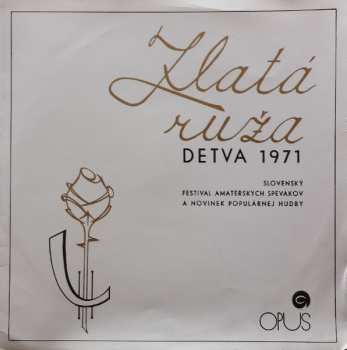 Zlatá
ruža
DETVA 1971
SLOVENSKÝ
FESTIVAL AMATÉRSKYCH SPEVÁKOV
A NOVINIEK POPULÁRNEJ HUDBY
OPUS